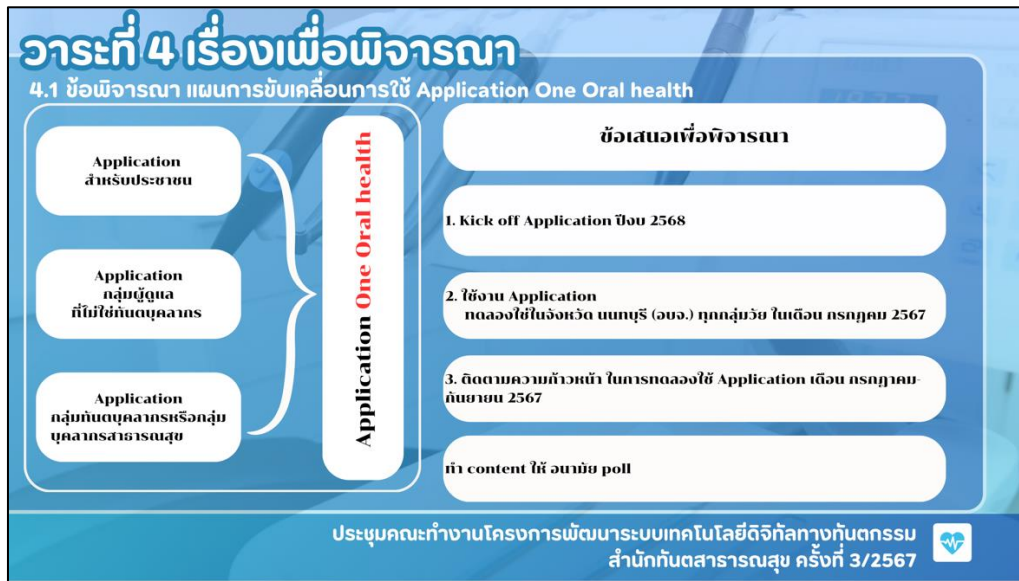 วาระที่ 4 เรื่องเพื่อพิจารณา
4.1 ข้อพิจารณา แผนการขับเคลื่อนการใช้ Application One Oral health
Application
สำหรับประชาชน
Application
กลุ่มผู้ดูแล
ที่ไม่ใช่ทันตบุคลากร
Application
กลุ่มทันตบุคลากรหรือกลุ่ม
บุคลากรสาธารณสุข
Application One Oral health
ข้อเสนอเพื่อพิจารณา
1. Kick off Application ปีงบ 2568
2. ใช้งาน Application
ทดลองใช้ในจังหวัด นนทบุรี (อบจ.) ทุกกลุ่มวัย ในเดือน กรกฎคม 2567
3. ติดตามความก้าวหน้า ในการทดลองใช้ Application เดือน กรกฎาคม-
กันยายน 2567
ทำ content ให้ อนามัย poll
ประชุมคณะทำงานโครงการพัฒนาระบบเทคโนโลยีดิจิทัลทางทันตกรรม
สำนักทันตสาธารณสุข ครั้งที่ 3/2567